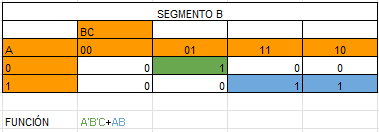 SEGMENTO B
BC
A 00 01 11 10
0 0 1 0 0
1 0 0 1 1
FUNCIÓN A'B'C+AB